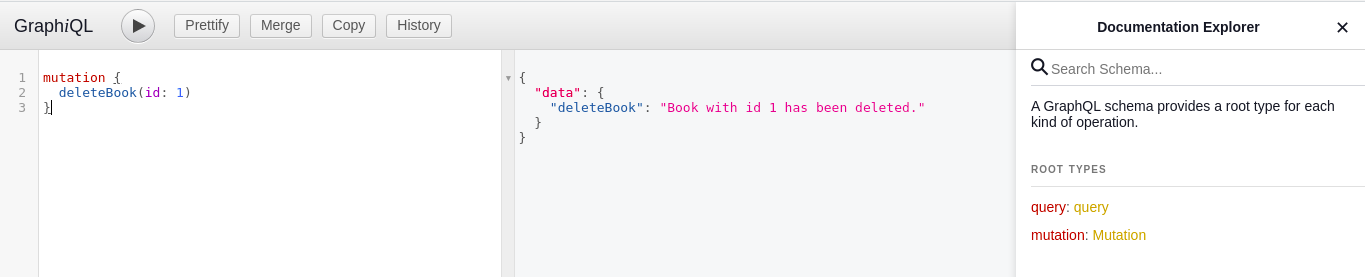 GraphiQL
Prettify
Merge
Copy
History
1 mutation {
2   deleteBook(id: 1)
3 }
{
  "data": {
    "deleteBook": "Book with id 1 has been deleted."
  }
}
Documentation Explorer
✕
Search Schema...
A GraphQL schema provides a root type for each
kind of operation.
ROOT TYPES
query: query
mutation: Mutation